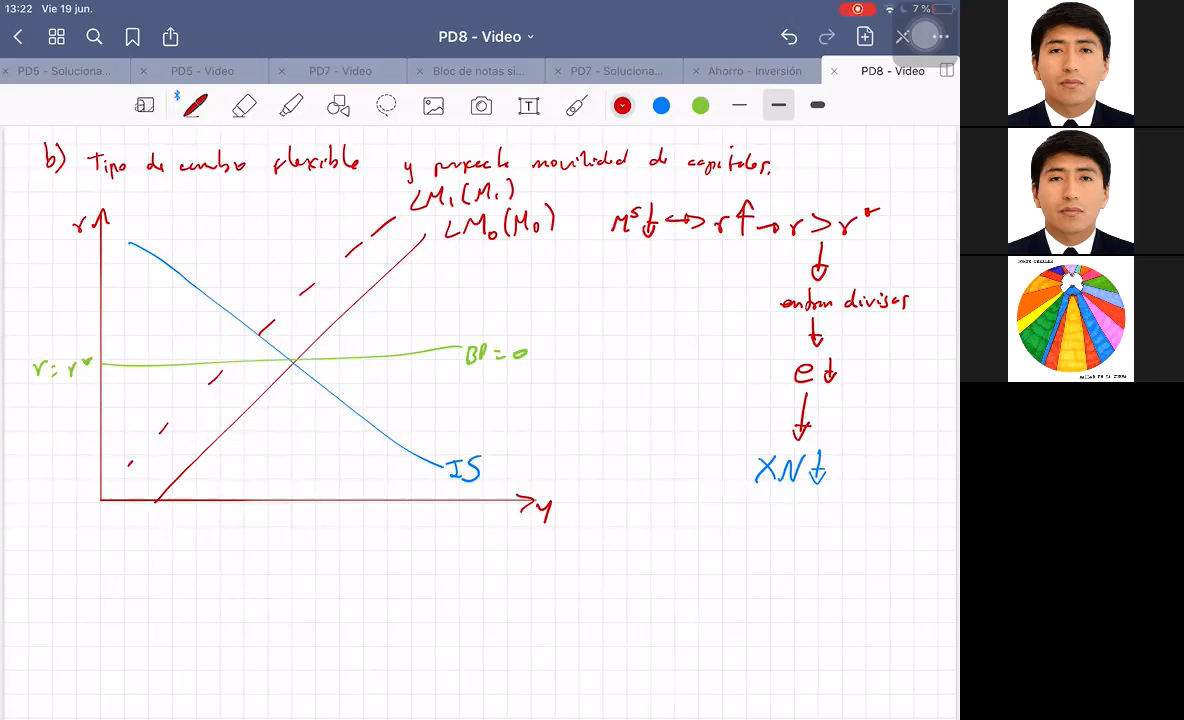 13:22 Vie 19 jun.
7 %
PD8 - Video
PD5 - Soluciona...
PD5 - Video
PD7 - Video
Bloc de notas si...
PD7 - Soluciona...
Ahorro - Inversión
PD8 - Video
b) Tipo de cambio flexible y perfecta movilidad de capitales.
LM₁(M₁)
LM₀(M₀)
r
Mˢ↓ ↔ r↑ → r > r*
↓
entran divisas
↓
BP = 0
r = r*
e↓
↓
IS
XN↓
Y